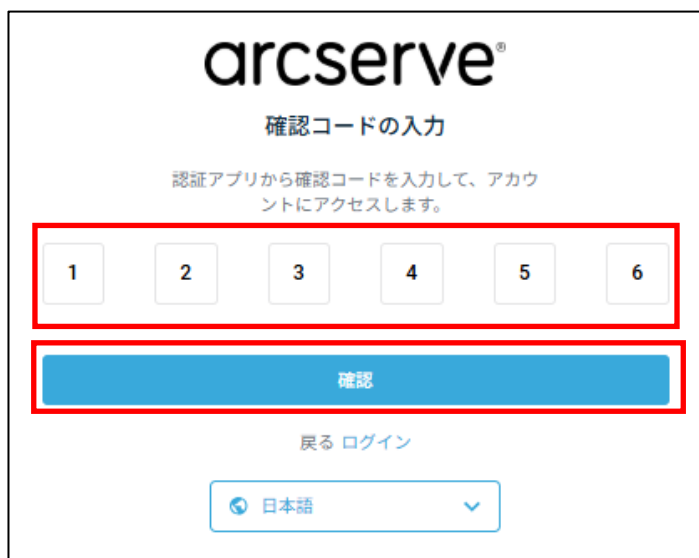 arcserve®
確認コードの入力
認証アプリから確認コードを入力して、アカウ
ントにアクセスします。
1 2 3 4 5 6
確認
戻る ログイン
日本語